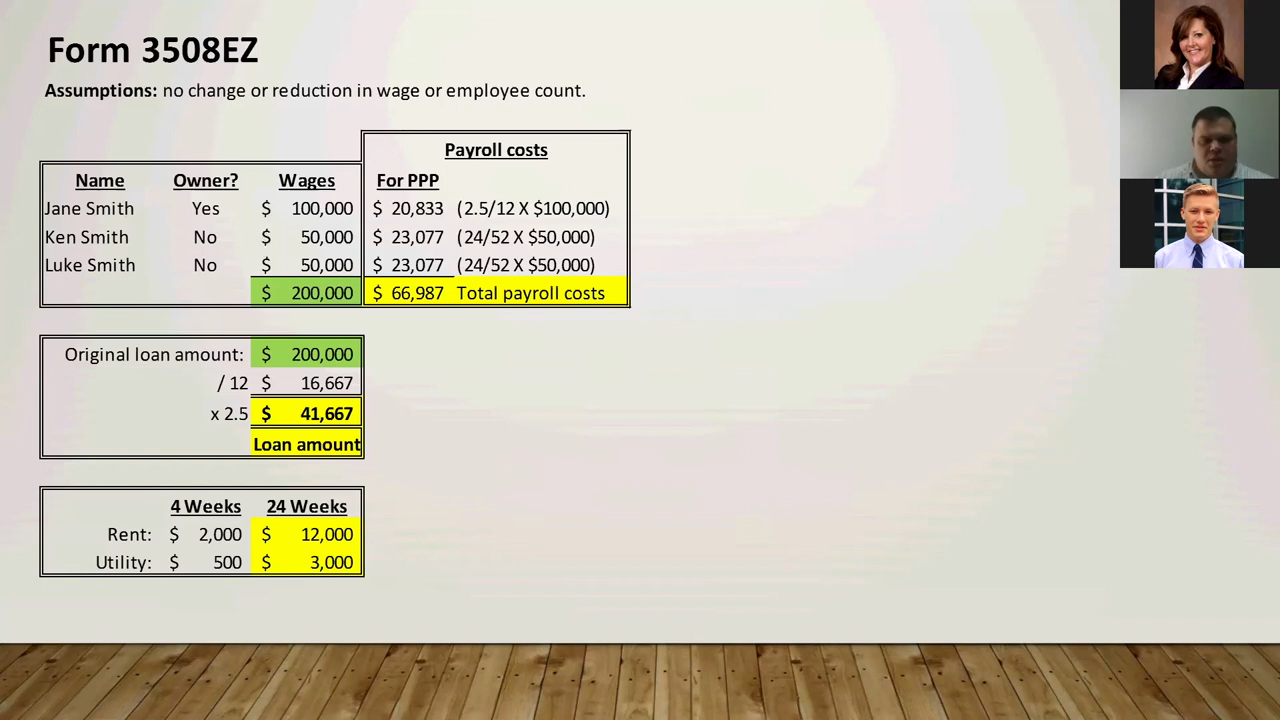 Form 3508EZ
Assumptions: no change or reduction in wage or employee count.
Payroll costs
Name Owner? Wages For PPP
Jane Smith Yes $ 100,000 $ 20,833 (2.5/12 X $100,000)
Ken Smith No $ 50,000 $ 23,077 (24/52 X $50,000)
Luke Smith No $ 50,000 $ 23,077 (24/52 X $50,000)
$ 200,000 $ 66,987 Total payroll costs
Original loan amount: $ 200,000
/ 12 $ 16,667
x 2.5 $ 41,667
Loan amount
4 Weeks 24 Weeks
Rent: $ 2,000 $ 12,000
Utility: $ 500 $ 3,000